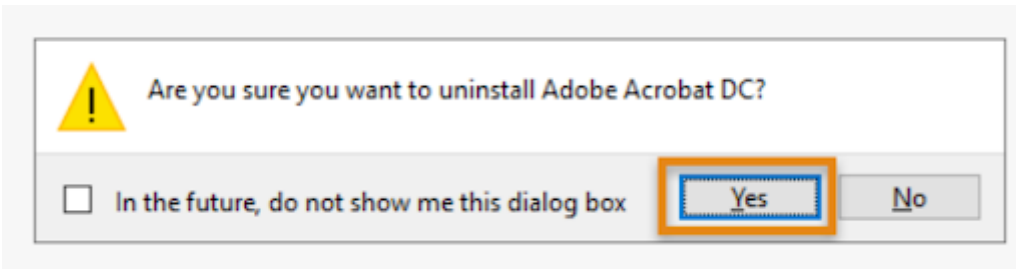 Are you sure you want to uninstall Adobe Acrobat DC?
In the future, do not show me this dialog box Yes No